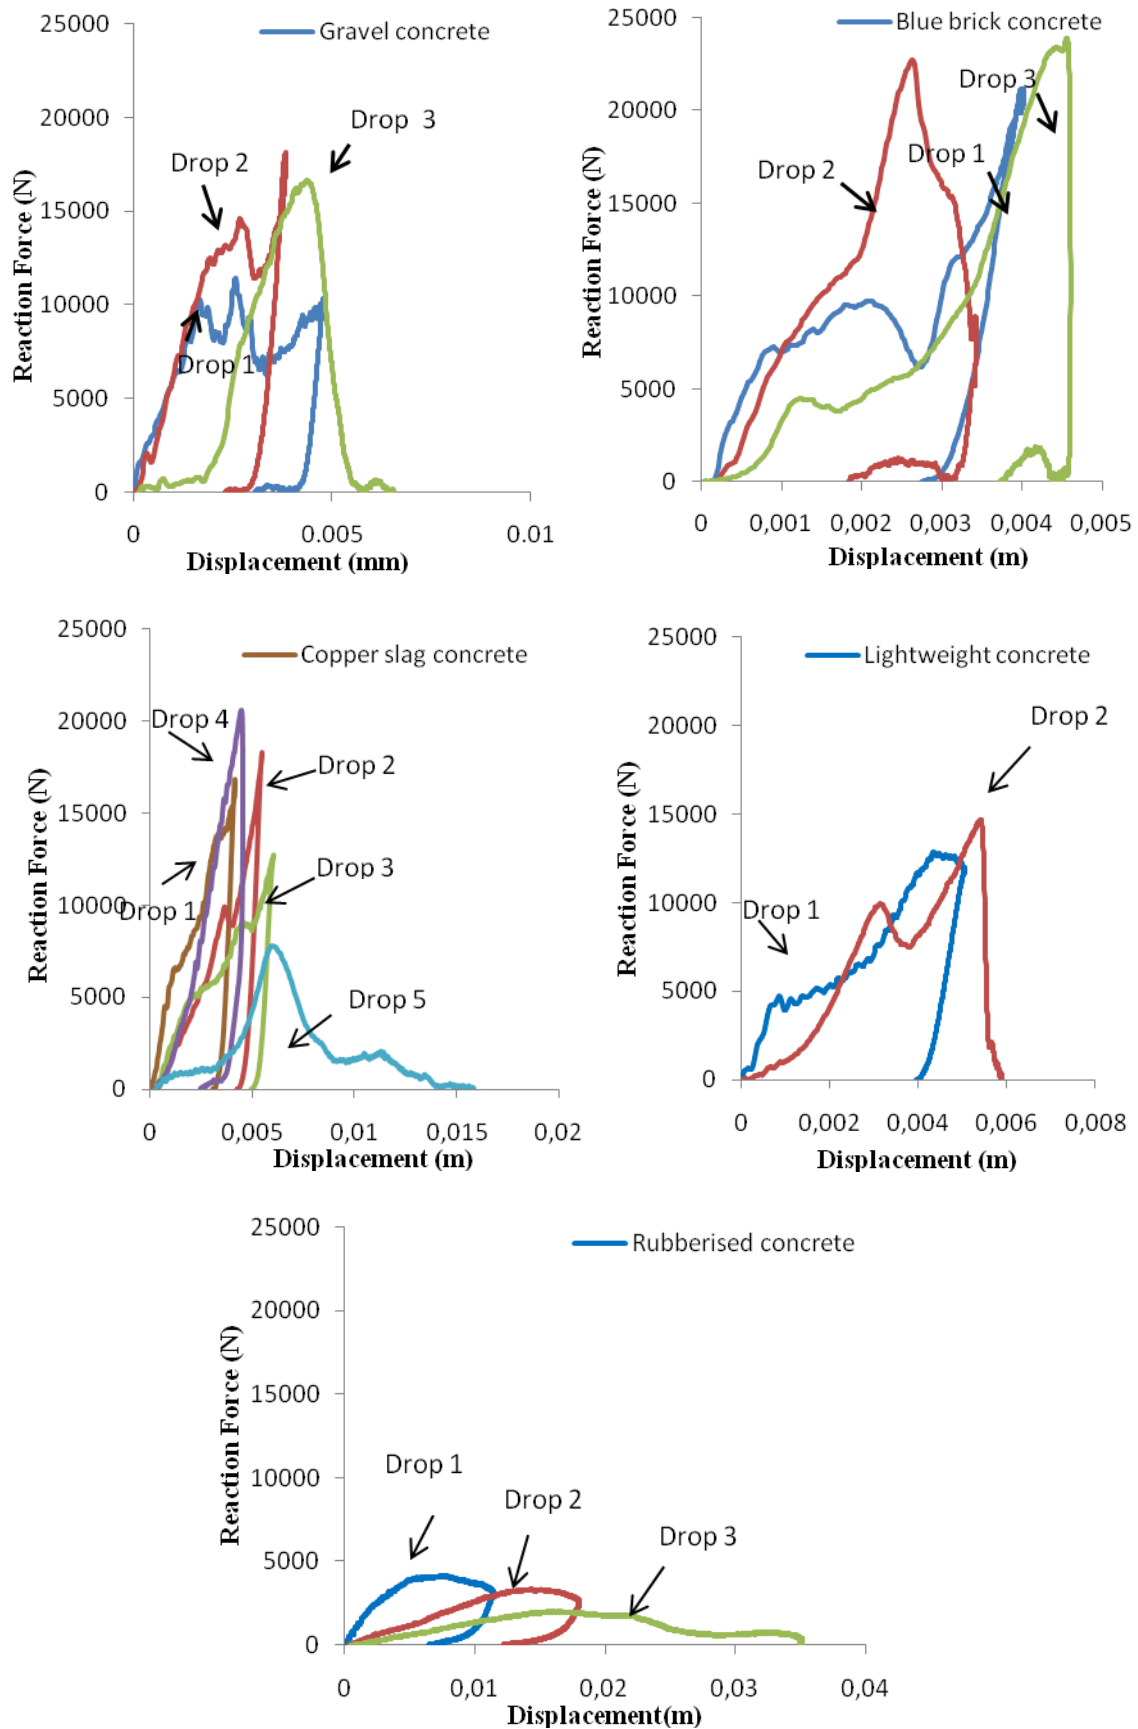 25000
Gravel concrete
20000
Drop 3
Drop 2
15000
10000
Drop 1
5000
0
Reaction Force (N)
0
0.005
0.01
Displacement (mm)
25000
Blue brick concrete
Drop 3
20000
Drop 2
Drop 1
15000
10000
5000
0
Reaction Force (N)
0
0,001
0,002
0,003
0,004
0,005
Displacement (m)
25000
Copper slag concrete
20000
Drop 4
Drop 2
15000
Drop 3
10000
Drop 1
5000
Drop 5
0
Reaction Force (N)
0
0,005
0,01
0,015
0,02
Displacement (m)
25000
Lightweight concrete
Drop 2
20000
15000
10000
Drop 1
5000
0
Reaction Force (N)
0
0,002
0,004
0,006
0,008
Displacement (m)
25000
Rubberised concrete
20000
15000
10000
Drop 1
Drop 2
Drop 3
5000
0
Reaction Force (N)
0
0,01
0,02
0,03
0,04
Displacement(m)